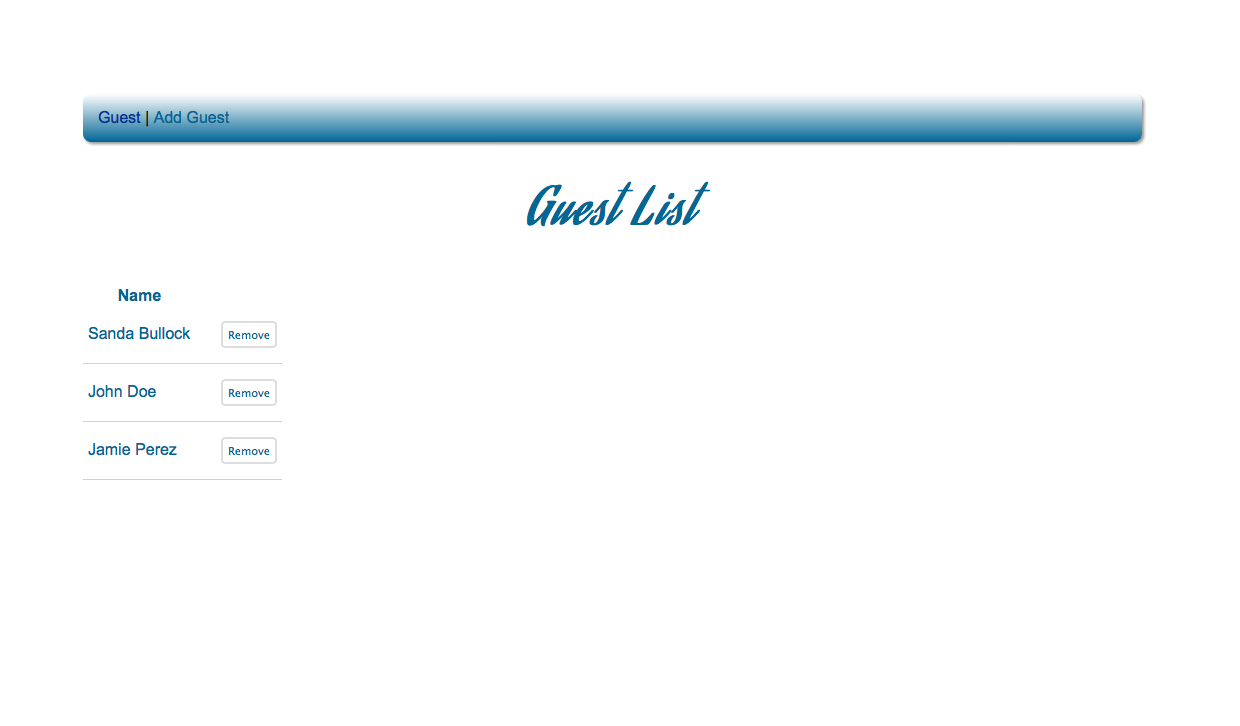 Guest | Add Guest
Guest List
Name
Sanda Bullock Remove
John Doe Remove
Jamie Perez Remove